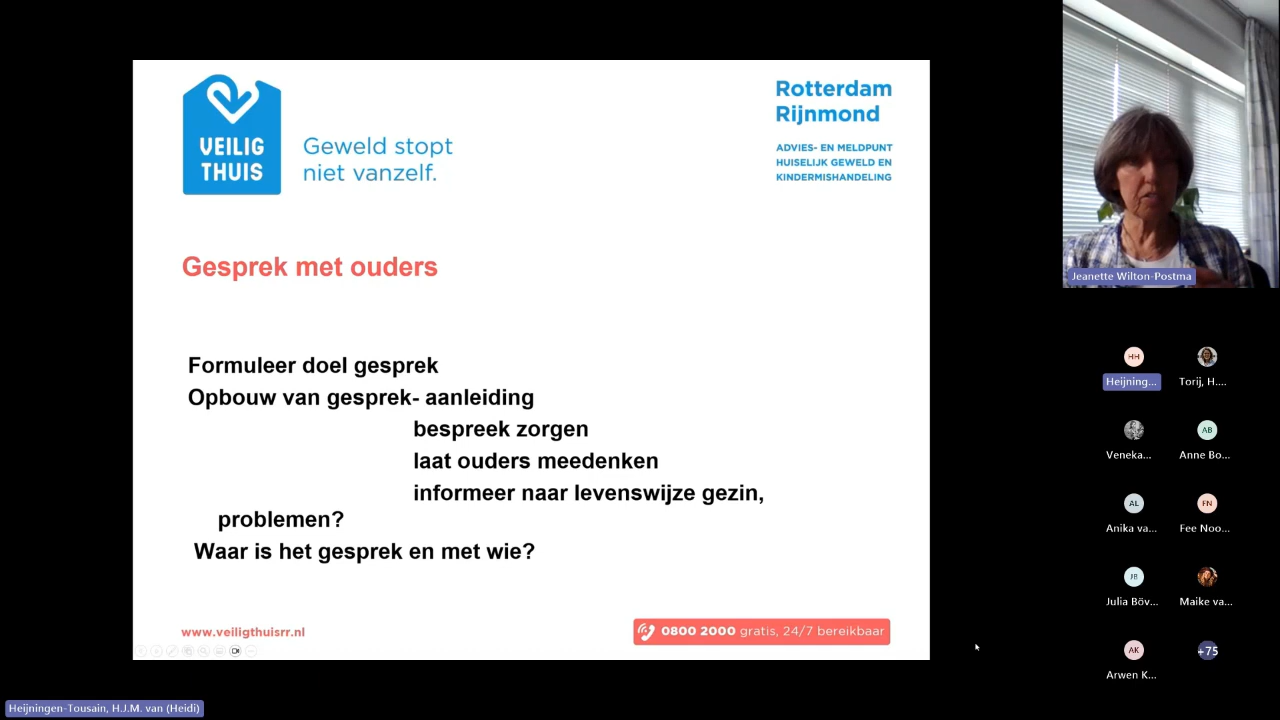 VEILIG
THUIS
Geweld stopt
niet vanzelf.
Rotterdam
Rijnmond
ADVIES- EN MELDPUNT
HUISELIJK GEWELD EN
KINDERMISHANDELING
Gesprek met ouders
Formuleer doel gesprek
Opbouw van gesprek- aanleiding
bespreek zorgen
laat ouders meedenken
informeer naar levenswijze gezin,
problemen?
Waar is het gesprek en met wie?
www.veiligthuisrr.nl
0800 2000 gratis, 24/7 bereikbaar
Jeanette Wilton-Postma
HH
Heijning...
Torij, H....
Veneka...
AB
Anne Bo...
AL
Anika va...
FN
Fee Noo...
JB
Julia Böv...
Maike va...
AK
Arwen K...
+75
Heijningen-Tousain, H.J.M. van (Heidi)